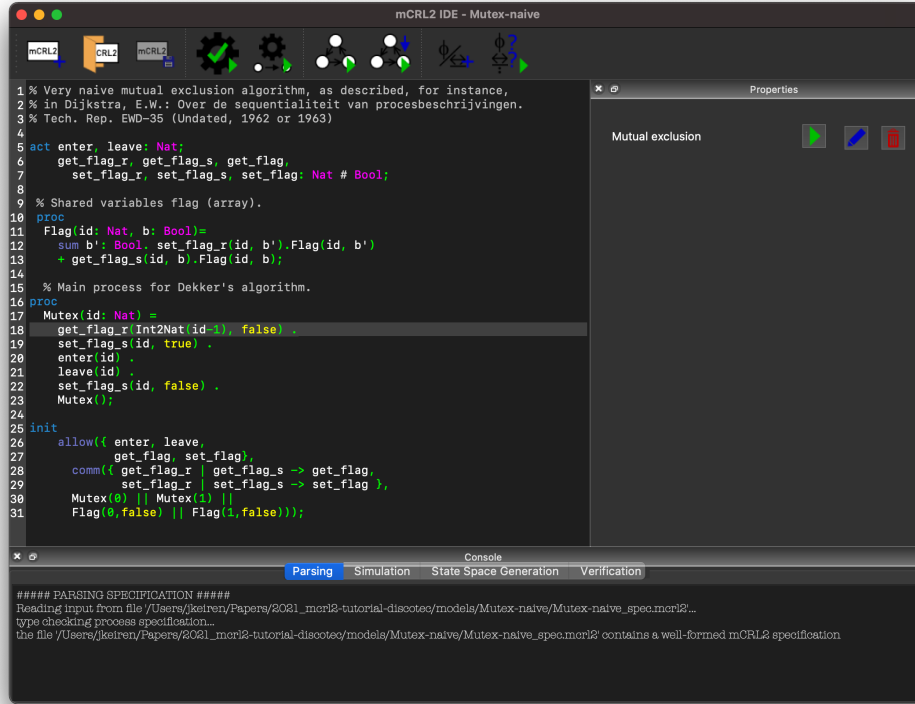 mCRL2 IDE - Mutex-naive
mCRL2
CRL2
mCRL2
1 % Very naive mutual exclusion algorithm, as described, for instance,
2 % in Dijkstra, E.W.: Over de sequentialiteit van procesbeschrijvingen.
3 % Tech. Rep. EWD-35 (Undated, 1962 or 1963)
4
5 act enter, leave: Nat;
6     get_flag_r, get_flag_s, get_flag,
7       set_flag_r, set_flag_s, set_flag: Nat # Bool;
8
9  % Shared variables flag (array).
10  proc
11   Flag(id: Nat, b: Bool)=
12     sum b': Bool. set_flag_r(id, b').Flag(id, b')
13     + get_flag_s(id, b).Flag(id, b);
14
15   % Main process for Dekker's algorithm.
16 proc
17   Mutex(id: Nat) =
18     get_flag_r(Int2Nat(id-1), false) .
19     set_flag_s(id, true) .
20     enter(id) .
21     leave(id) .
22     set_flag_s(id, false) .
23     Mutex();
24
25 init
26     allow({ enter, leave,
27             get_flag, set_flag},
28       comm({ get_flag_r | get_flag_s -> get_flag,
29              set_flag_r | set_flag_s -> set_flag },
30       Mutex(0) || Mutex(1) ||
31       Flag(0,false) || Flag(1,false)));
Properties
Mutual exclusion
Console
Parsing Simulation State Space Generation Verification
##### PARSING SPECIFICATION #####
Reading input from file '/Users/jkeiren/Papers/2021_mcrl2-tutorial-discotec/models/Mutex-naive/Mutex-naive_spec.mcrl2'...
type checking process specification...
the file '/Users/jkeiren/Papers/2021_mcrl2-tutorial-discotec/models/Mutex-naive/Mutex-naive_spec.mcrl2' contains a well-formed mCRL2 specification